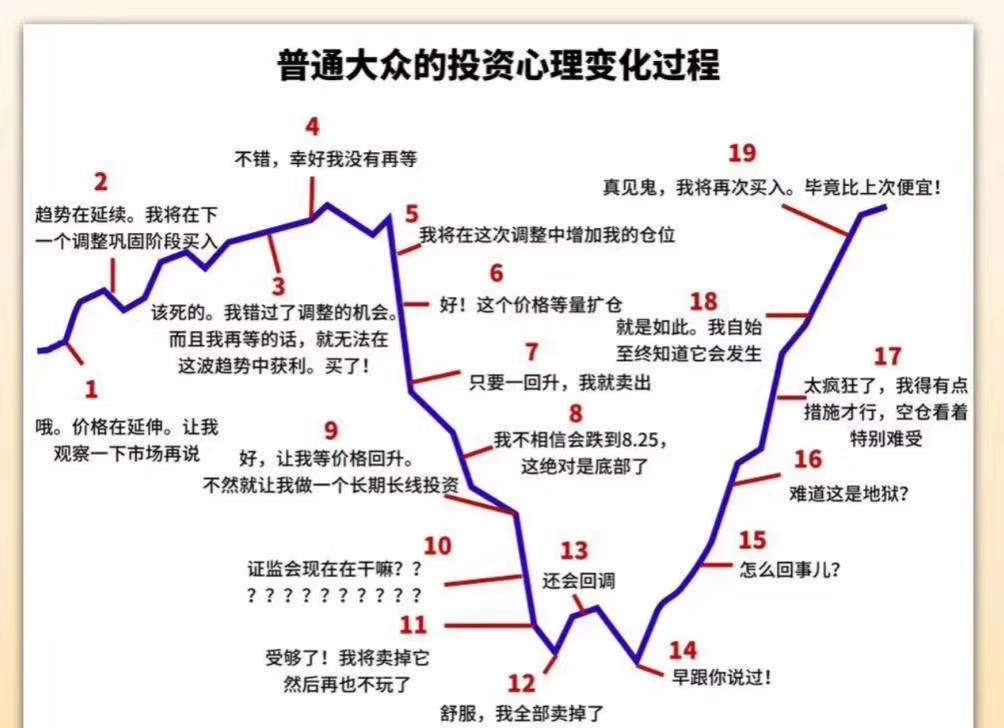 普通大众的投资心理变化过程
1
哦。价格在延伸。让我
观察一下市场再说
2
趋势在延续。我将在下
一个调整巩固阶段买入
3
该死的。我错过了调整的机会。
而且我再等的话，就无法在
这波趋势中获利。买了！
4
不错，幸好我没有再等
5
我将在这次调整中增加我的仓位
6
好！这个价格等量扩仓
7
只要一回升，我就卖出
8
我不相信会跌到8.25，
这绝对是底部了
9
好，让我等价格回升。
不然就让我做一个长期长线投资
10
证监会现在在干嘛？？
？？？？？？？？？？
11
受够了！我将卖掉它
然后再也不玩了
12
舒服，我全部卖掉了
13
还会回调
14
早跟你说过！
15
怎么回事儿？
16
难道这是地狱？
17
太疯狂了，我得有点
措施才行，空仓看着
特别难受
18
就是如此。我自始
至终知道它会发生
19
真见鬼，我将再次买入。毕竟比上次便宜！